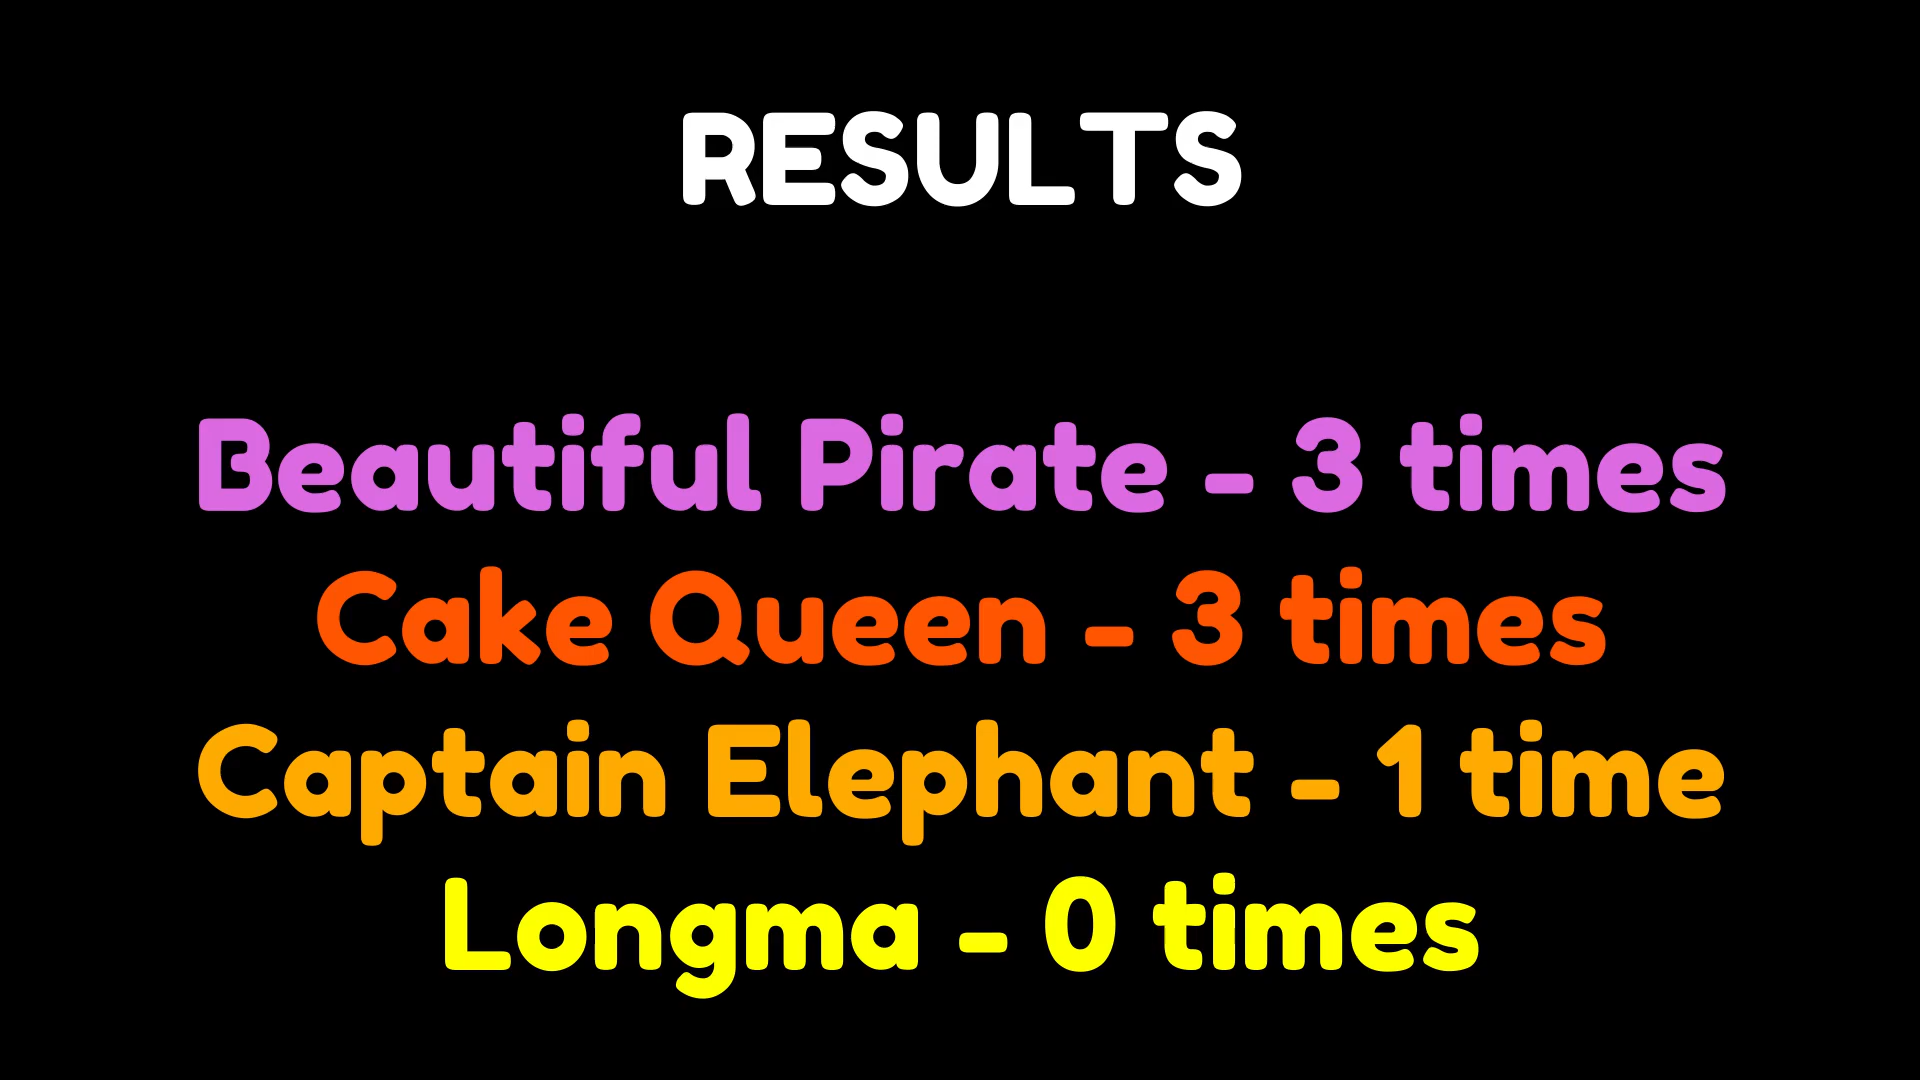 RESULTS
Beautiful Pirate - 3 times
Cake Queen - 3 times
Captain Elephant - 1 time
Longma - 0 times